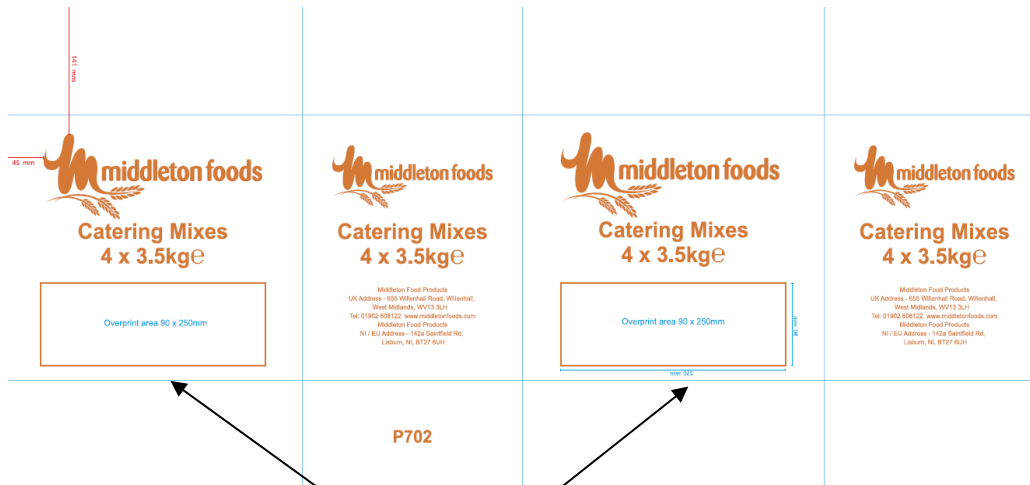 141 mm
45 mm
middleton foods
Catering Mixes
4 x 3.5kg℮
Overprint area 90 x 250mm
middleton foods
Catering Mixes
4 x 3.5kg℮
Middleton Food Products
UK Address - 655 Willenhall Road, Willenhall,
West Midlands, WV13 3LH
Tel: 01902 608122 www.middletonfoods.com
Middleton Food Products
NI / EU Address - 142a Saintfield Rd,
Lisburn, NI, BT27 6UH
P702
middleton foods
Catering Mixes
4 x 3.5kg℮
Overprint area 90 x 250mm
90 mm
250 mm
middleton foods
Catering Mixes
4 x 3.5kg℮
Middleton Food Products
UK Address - 655 Willenhall Road, Willenhall,
West Midlands, WV13 3LH
Tel: 01902 608122 www.middletonfoods.com
Middleton Food Products
NI / EU Address - 142a Saintfield Rd,
Lisburn, NI, BT27 6UH